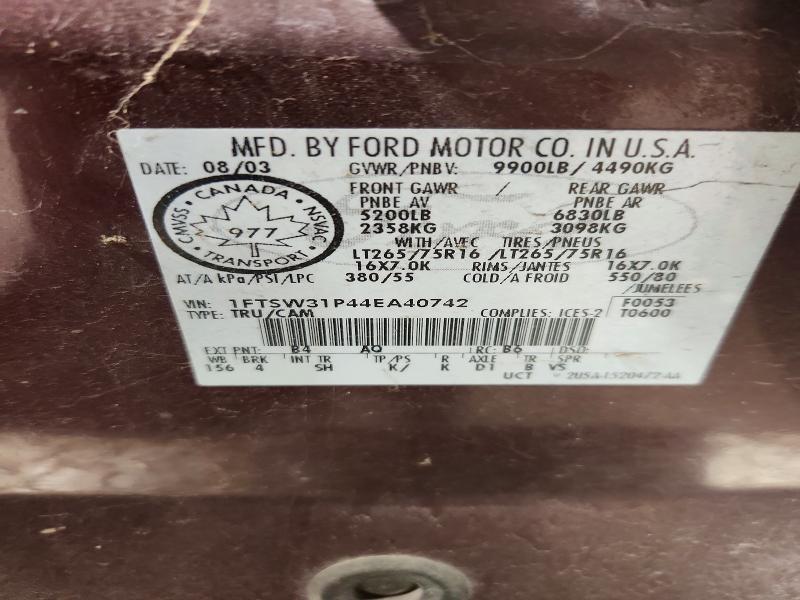 MFD. BY FORD MOTOR CO. IN U.S.A.
DATE: 08/03 GVWR/PNBV: 9900LB/ 4490KG
CANADA
CMVSS NSVAC
977
TRANSPORT
FRONT GAWR / REAR GAWR
PNBE AV PNBE AR
5200LB 6830LB
2358KG 3098KG
WITH/AVEC TIRES/PNEUS
LT265/75R16 /LT265/75R16
16X7.0K RIMS/JANTES 16X7.0K
AT/A kPa/PSI/LPC 380/55 COLD/A FROID 550/80
/JUMELEES
VIN: 1FTSW31P44EA40742 F0053
TYPE: TRU/CAM COMPLIES: ICES-2 T0600
EXT PNT: B4 AQ RC: B6 DSO:
WB BRK INT TR TP/PS R AXLE TR SPR
156 4 SH K/ K D1 B VS
UCT